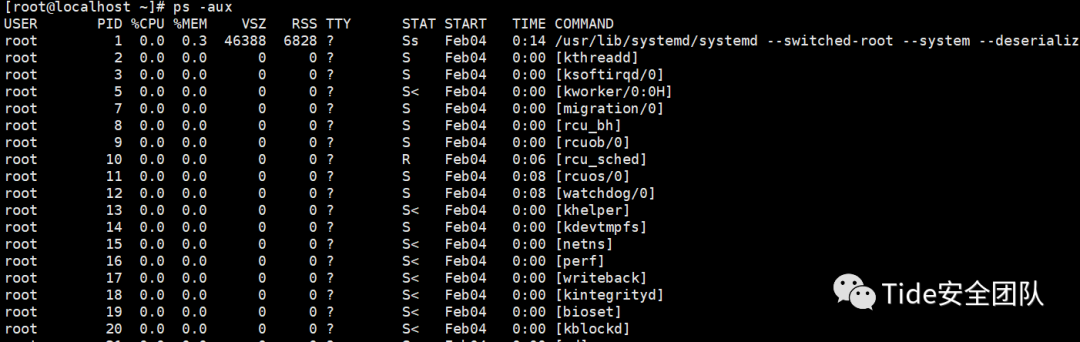 [root@localhost ~]# ps -aux
USER PID %CPU %MEM VSZ RSS TTY STAT START TIME COMMAND
root 1 0.0 0.3 46388 6828 ? Ss Feb04 0:14 /usr/lib/systemd/systemd --switched-root --system --deserializ
root 2 0.0 0.0 0 0 ? S Feb04 0:00 [kthreadd]
root 3 0.0 0.0 0 0 ? S Feb04 0:00 [ksoftirqd/0]
root 5 0.0 0.0 0 0 ? S< Feb04 0:00 [kworker/0:0H]
root 7 0.0 0.0 0 0 ? S Feb04 0:00 [migration/0]
root 8 0.0 0.0 0 0 ? S Feb04 0:00 [rcu_bh]
root 9 0.0 0.0 0 0 ? S Feb04 0:00 [rcuob/0]
root 10 0.0 0.0 0 0 ? R Feb04 0:06 [rcu_sched]
root 11 0.0 0.0 0 0 ? S Feb04 0:08 [rcuos/0]
root 12 0.0 0.0 0 0 ? S Feb04 0:08 [watchdog/0]
root 13 0.0 0.0 0 0 ? S< Feb04 0:00 [khelper]
root 14 0.0 0.0 0 0 ? S Feb04 0:00 [kdevtmpfs]
root 15 0.0 0.0 0 0 ? S< Feb04 0:00 [netns]
root 16 0.0 0.0 0 0 ? S< Feb04 0:00 [perf]
root 17 0.0 0.0 0 0 ? S< Feb04 0:00 [writeback]
root 18 0.0 0.0 0 0 ? S< Feb04 0:00 [kintegrityd]
root 19 0.0 0.0 0 0 ? S< Feb04 0:00 [bioset]
root 20 0.0 0.0 0 0 ? S< Feb04 0:00 [kblockd]
Tide安全团队